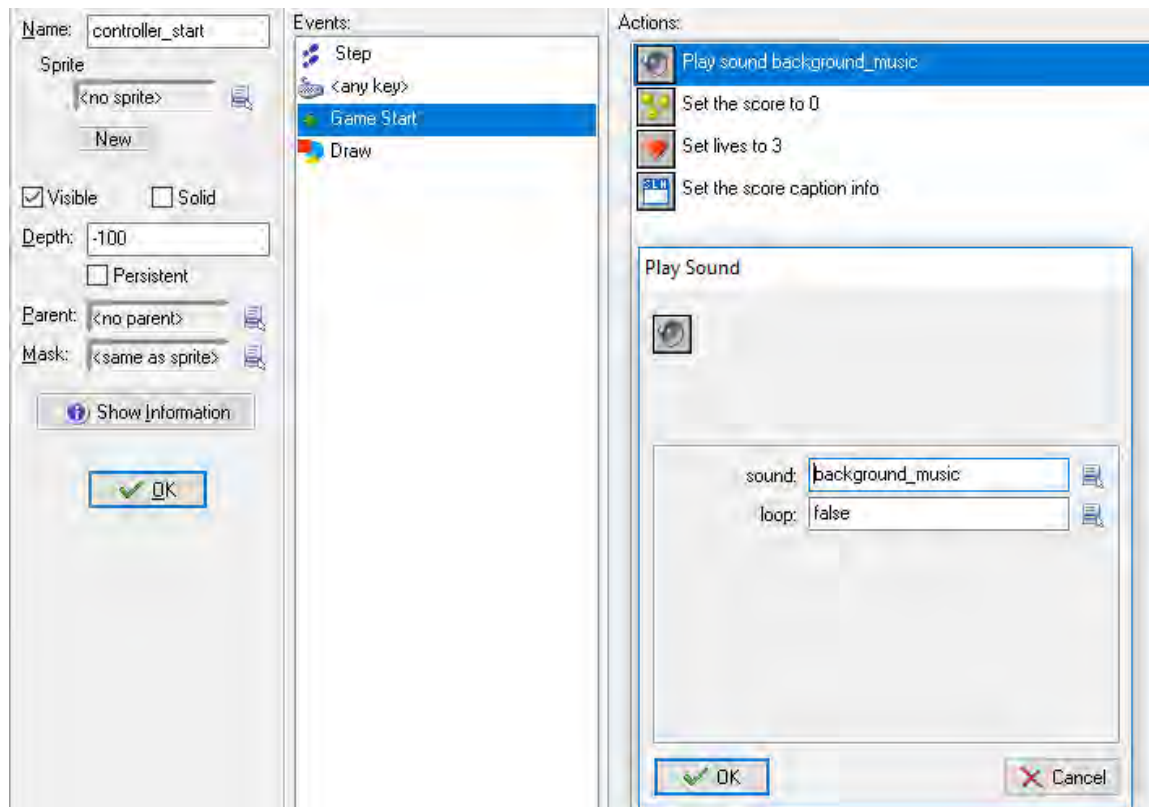 Name: controller_start
Sprite
<no sprite>
New
Visible Solid
Depth: -100
Persistent
Parent: <no parent>
Mask: <same as sprite>
Show Information
OK
Events:
Step
<any key>
Game Start
Draw
Actions:
Play sound background_music
Set the score to 0
Set lives to 3
SLH Set the score caption info
Play Sound
sound: background_music
loop: false
OK Cancel